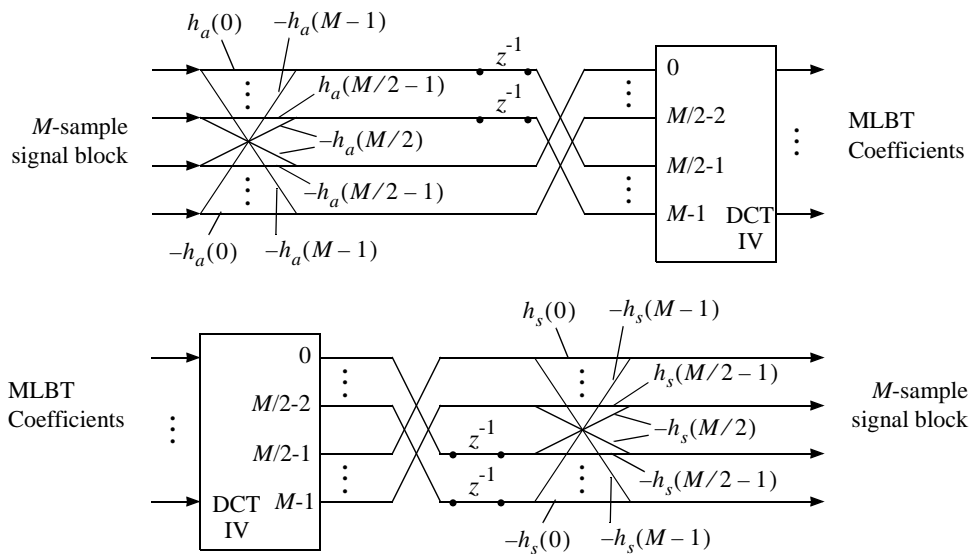 h_a(0)
–h_a(M – 1)
z^-1
0
h_a(M/2 – 1)
z^-1
M/2-2
M-sample
signal block
–h_a(M/2)
MLBT
Coefficients
M/2-1
–h_a(M/2 – 1)
M-1
DCT
IV
–h_a(0)
–h_a(M – 1)
h_s(0)
–h_s(M – 1)
0
MLBT
Coefficients
h_s(M/2 – 1)
M-sample
signal block
M/2-2
–h_s(M/2)
z^-1
M/2-1
–h_s(M/2 – 1)
z^-1
DCT
IV
M-1
–h_s(0)
–h_s(M – 1)